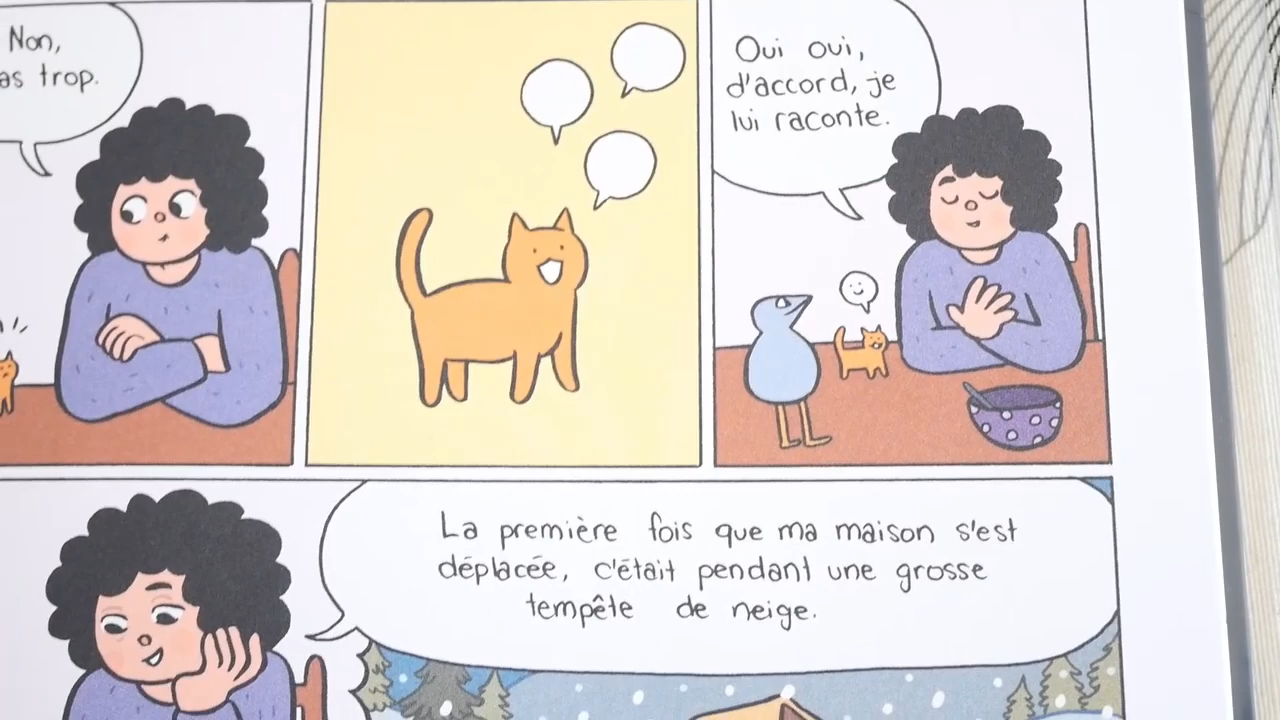 Non,
trop.
Oui oui,
d'accord, je
lui raconte.
La première fois que ma maison s'est
déplacée, c'était pendant une grosse
tempête de neige.